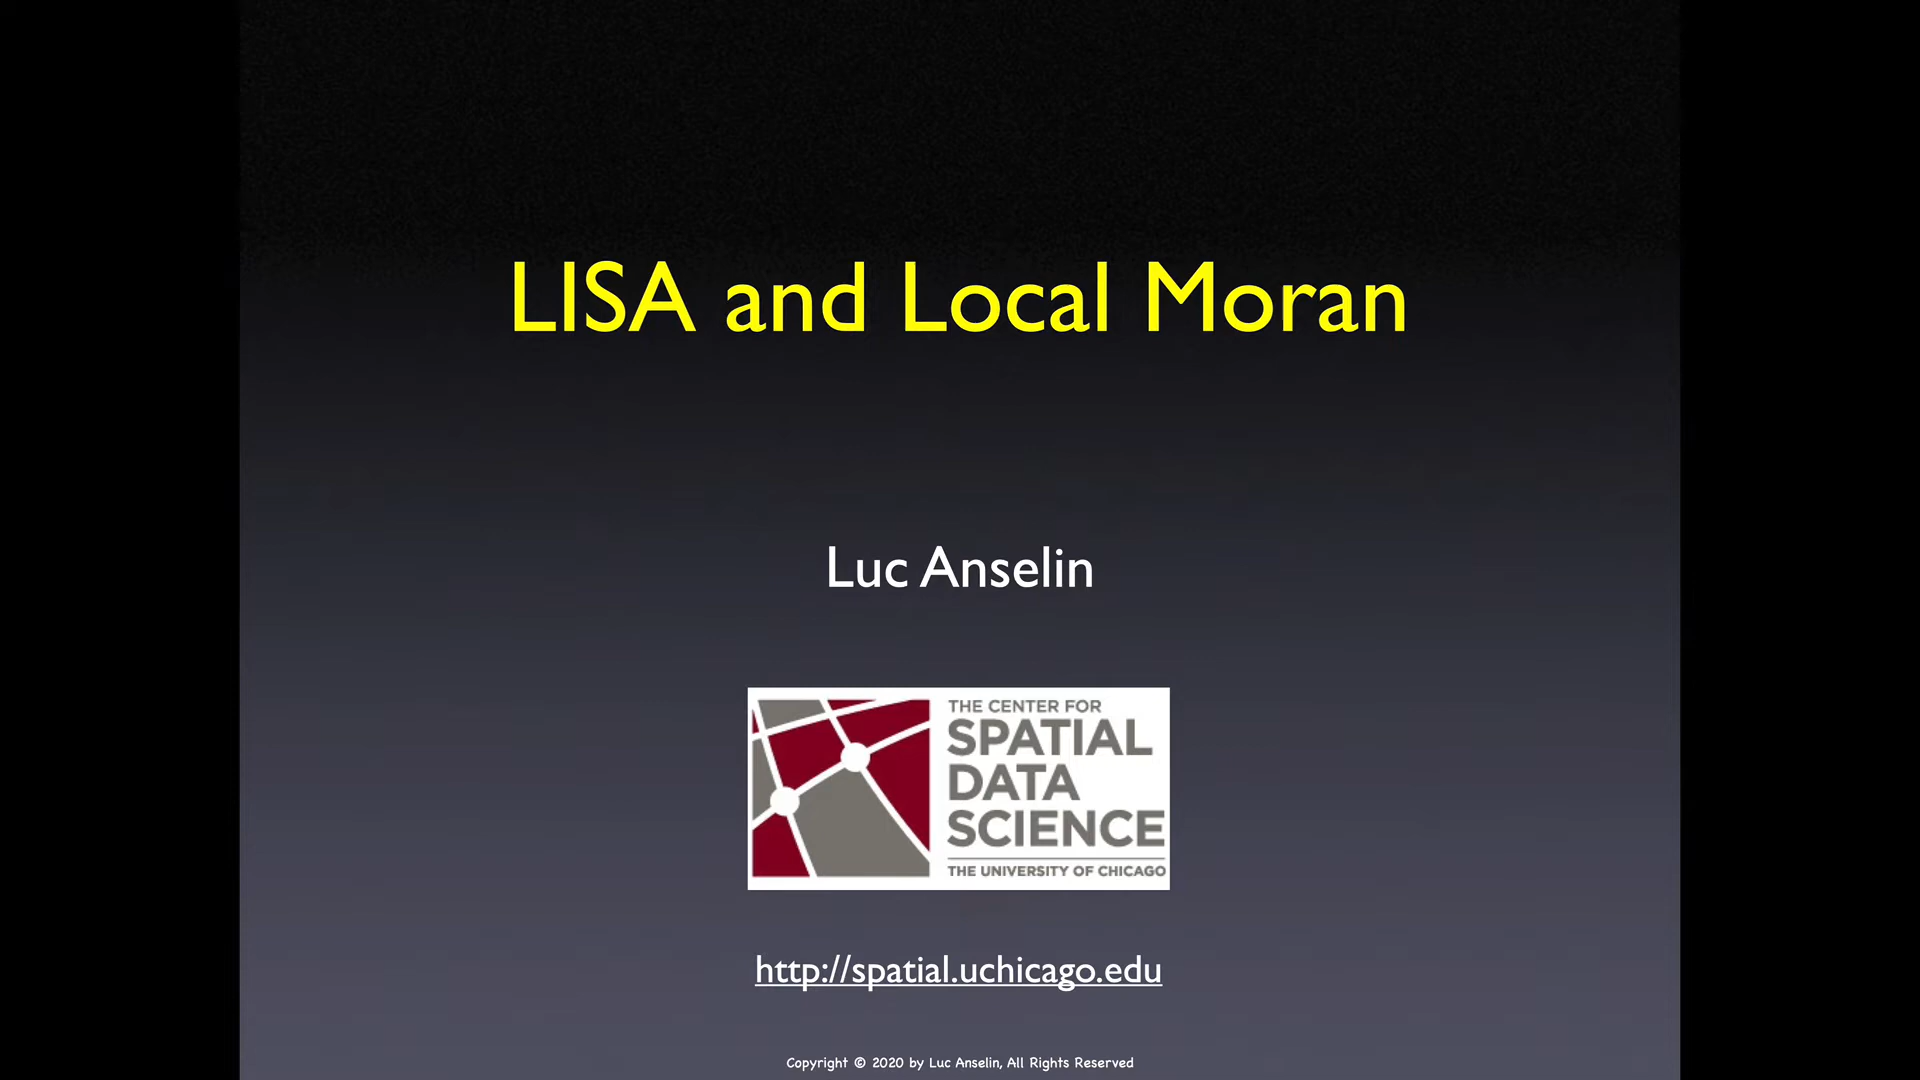 LISA and Local Moran
Luc Anselin
THE CENTER FOR
SPATIAL
DATA
SCIENCE
THE UNIVERSITY OF CHICAGO
http://spatial.uchicago.edu
Copyright © 2020 by Luc Anselin, All Rights Reserved